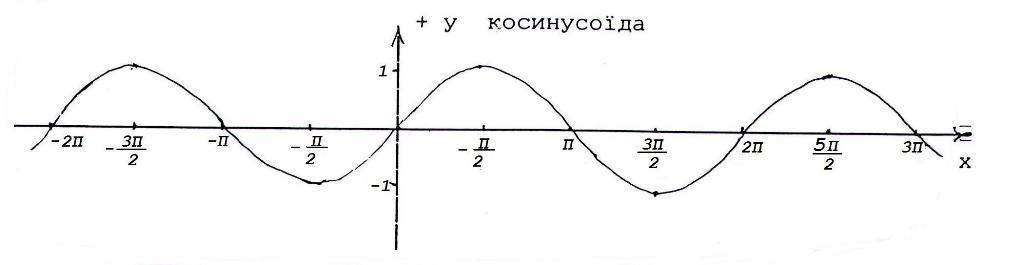 + y косинусоїда
1
-2π
-3π/2
-π
-π/2
-π/2
π
3π/2
2π
5π/2
3π
x
-1